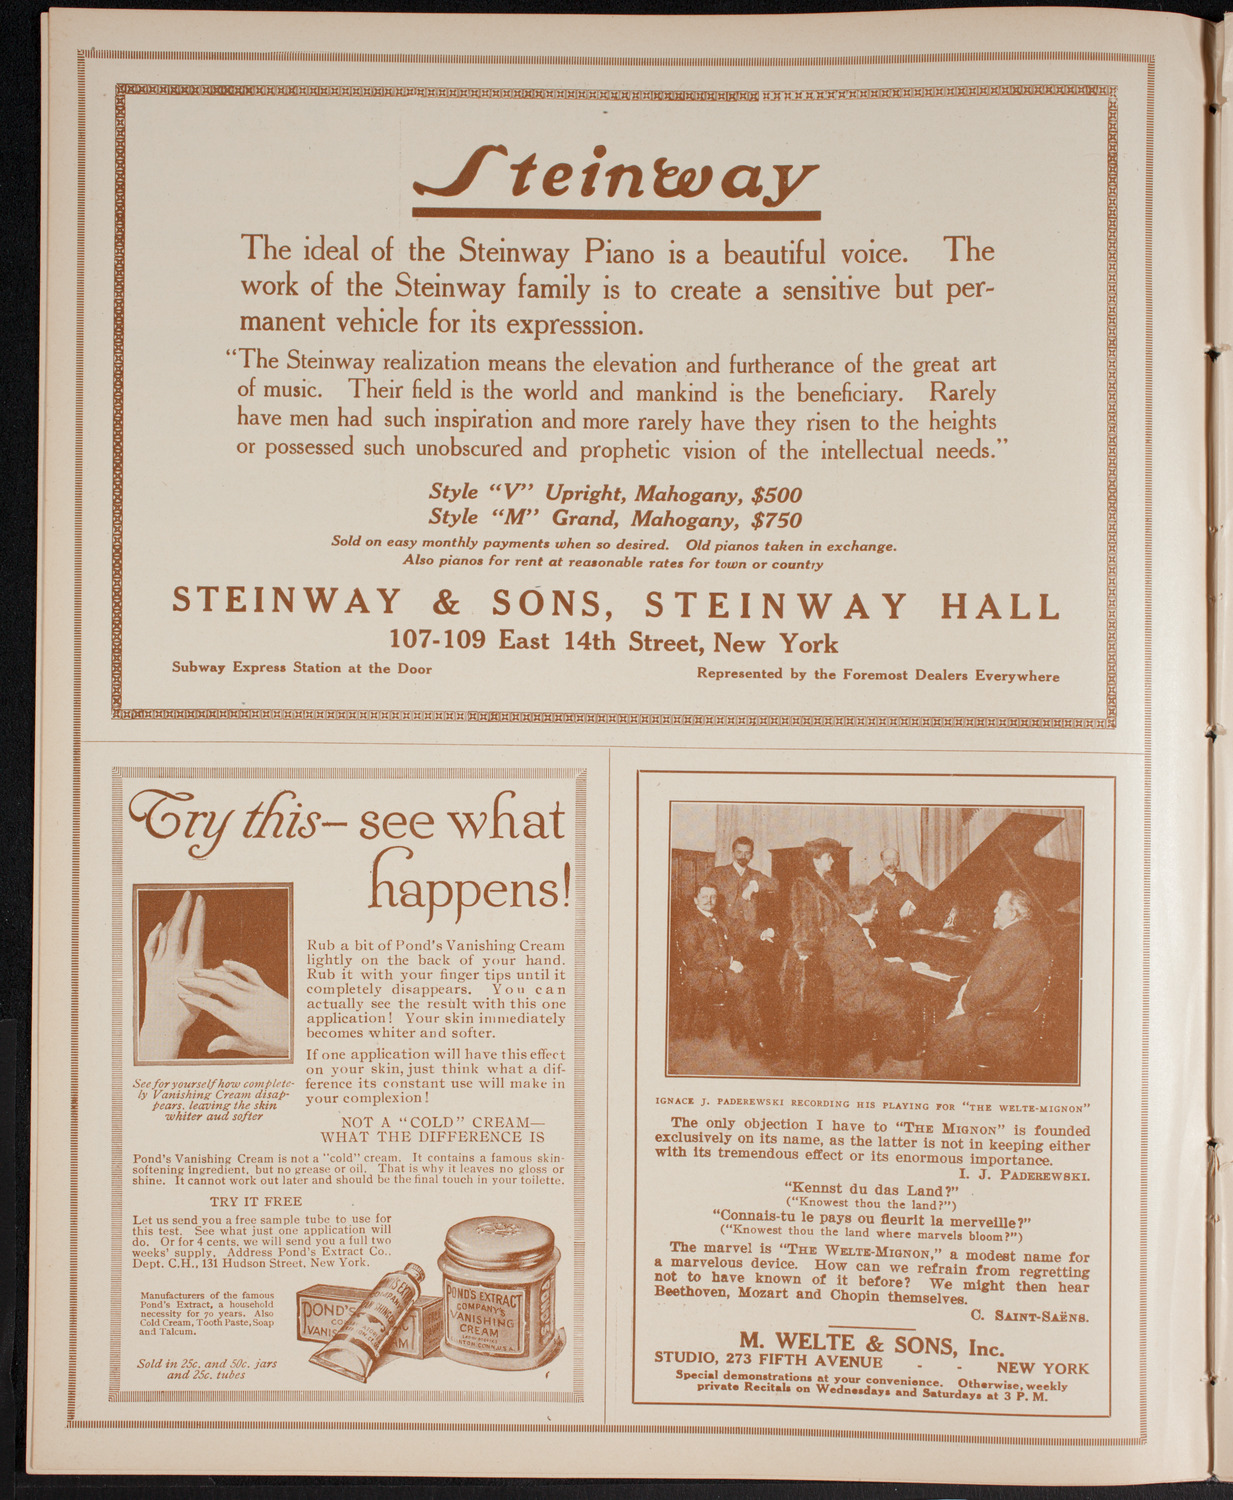 Steinway
The ideal of the Steinway Piano is a beautiful voice. The
work of the Steinway family is to create a sensitive but per-
manent vehicle for its expresssion.
“The Steinway realization means the elevation and furtherance of the great art
of music. Their field is the world and mankind is the beneficiary. Rarely
have men had such inspiration and more rarely have they risen to the heights
or possessed such unobscured and prophetic vision of the intellectual needs.”
Style “V” Upright, Mahogany, $500
Style “M” Grand, Mahogany, $750
Sold on easy monthly payments when so desired. Old pianos taken in exchange.
Also pianos for rent at reasonable rates for town or country
STEINWAY & SONS, STEINWAY HALL
107-109 East 14th Street, New York
Subway Express Station at the Door
Represented by the Foremost Dealers Everywhere
Try this— see what
happens!
Rub a bit of Pond's Vanishing Cream
lightly on the back of your hand.
Rub it with your finger tips until it
completely disappears. You can
actually see the result with this one
application! Your skin immediately
becomes whiter and softer.
If one application will have this effect
on your skin, just think what a dif-
ference its constant use will make in
your complexion!
See for yourself how complete-
ly Vanishing Cream disap-
pears, leaving the skin
whiter and softer
NOT A “COLD” CREAM—
WHAT THE DIFFERENCE IS
Pond's Vanishing Cream is not a "cold" cream. It contains a famous skin-
softening ingredient, but no grease or oil. That is why it leaves no gloss or
shine. It cannot work out later and should be the final touch in your toilette.
TRY IT FREE
Let us send you a free sample tube to use for
this test. See what just one application will
do. Or for 4 cents, we will send you a full two
weeks' supply. Address Pond's Extract Co.,
Dept. C.H., 131 Hudson Street, New York.
Manufacturers of the famous
Pond's Extract, a household
necessity for 70 years. Also
Cold Cream, Tooth Paste, Soap
and Talcum.
Sold in 25c. and 50c. jars
and 25c. tubes
POND'S
VANIS
POND'S EXTRACT
COMPANY'S
VANISHING
CREAM
IGNACE J. PADEREWSKI RECORDING HIS PLAYING FOR “THE WELTE-MIGNON”
The only objection I have to “THE MIGNON” is founded
exclusively on its name, as the latter is not in keeping either
with its tremendous effect or its enormous importance.
I. J. PADEREWSKI.
“Kennst du das Land?”
(“Knowest thou the land?”)
“Connais-tu le pays ou fleurit la merveille?”
(“Knowest thou the land where marvels bloom?”)
The marvel is “THE WELTE-MIGNON,” a modest name for
a marvelous device. How can we refrain from regretting
not to have known of it before? We might then hear
Beethoven, Mozart and Chopin themselves.
C. SAINT-SAËNS.
M. WELTE & SONS, Inc.
STUDIO, 273 FIFTH AVENUE - - NEW YORK
Special demonstrations at your convenience. Otherwise, weekly
private Recitals on Wednesdays and Saturdays at 3 P. M.